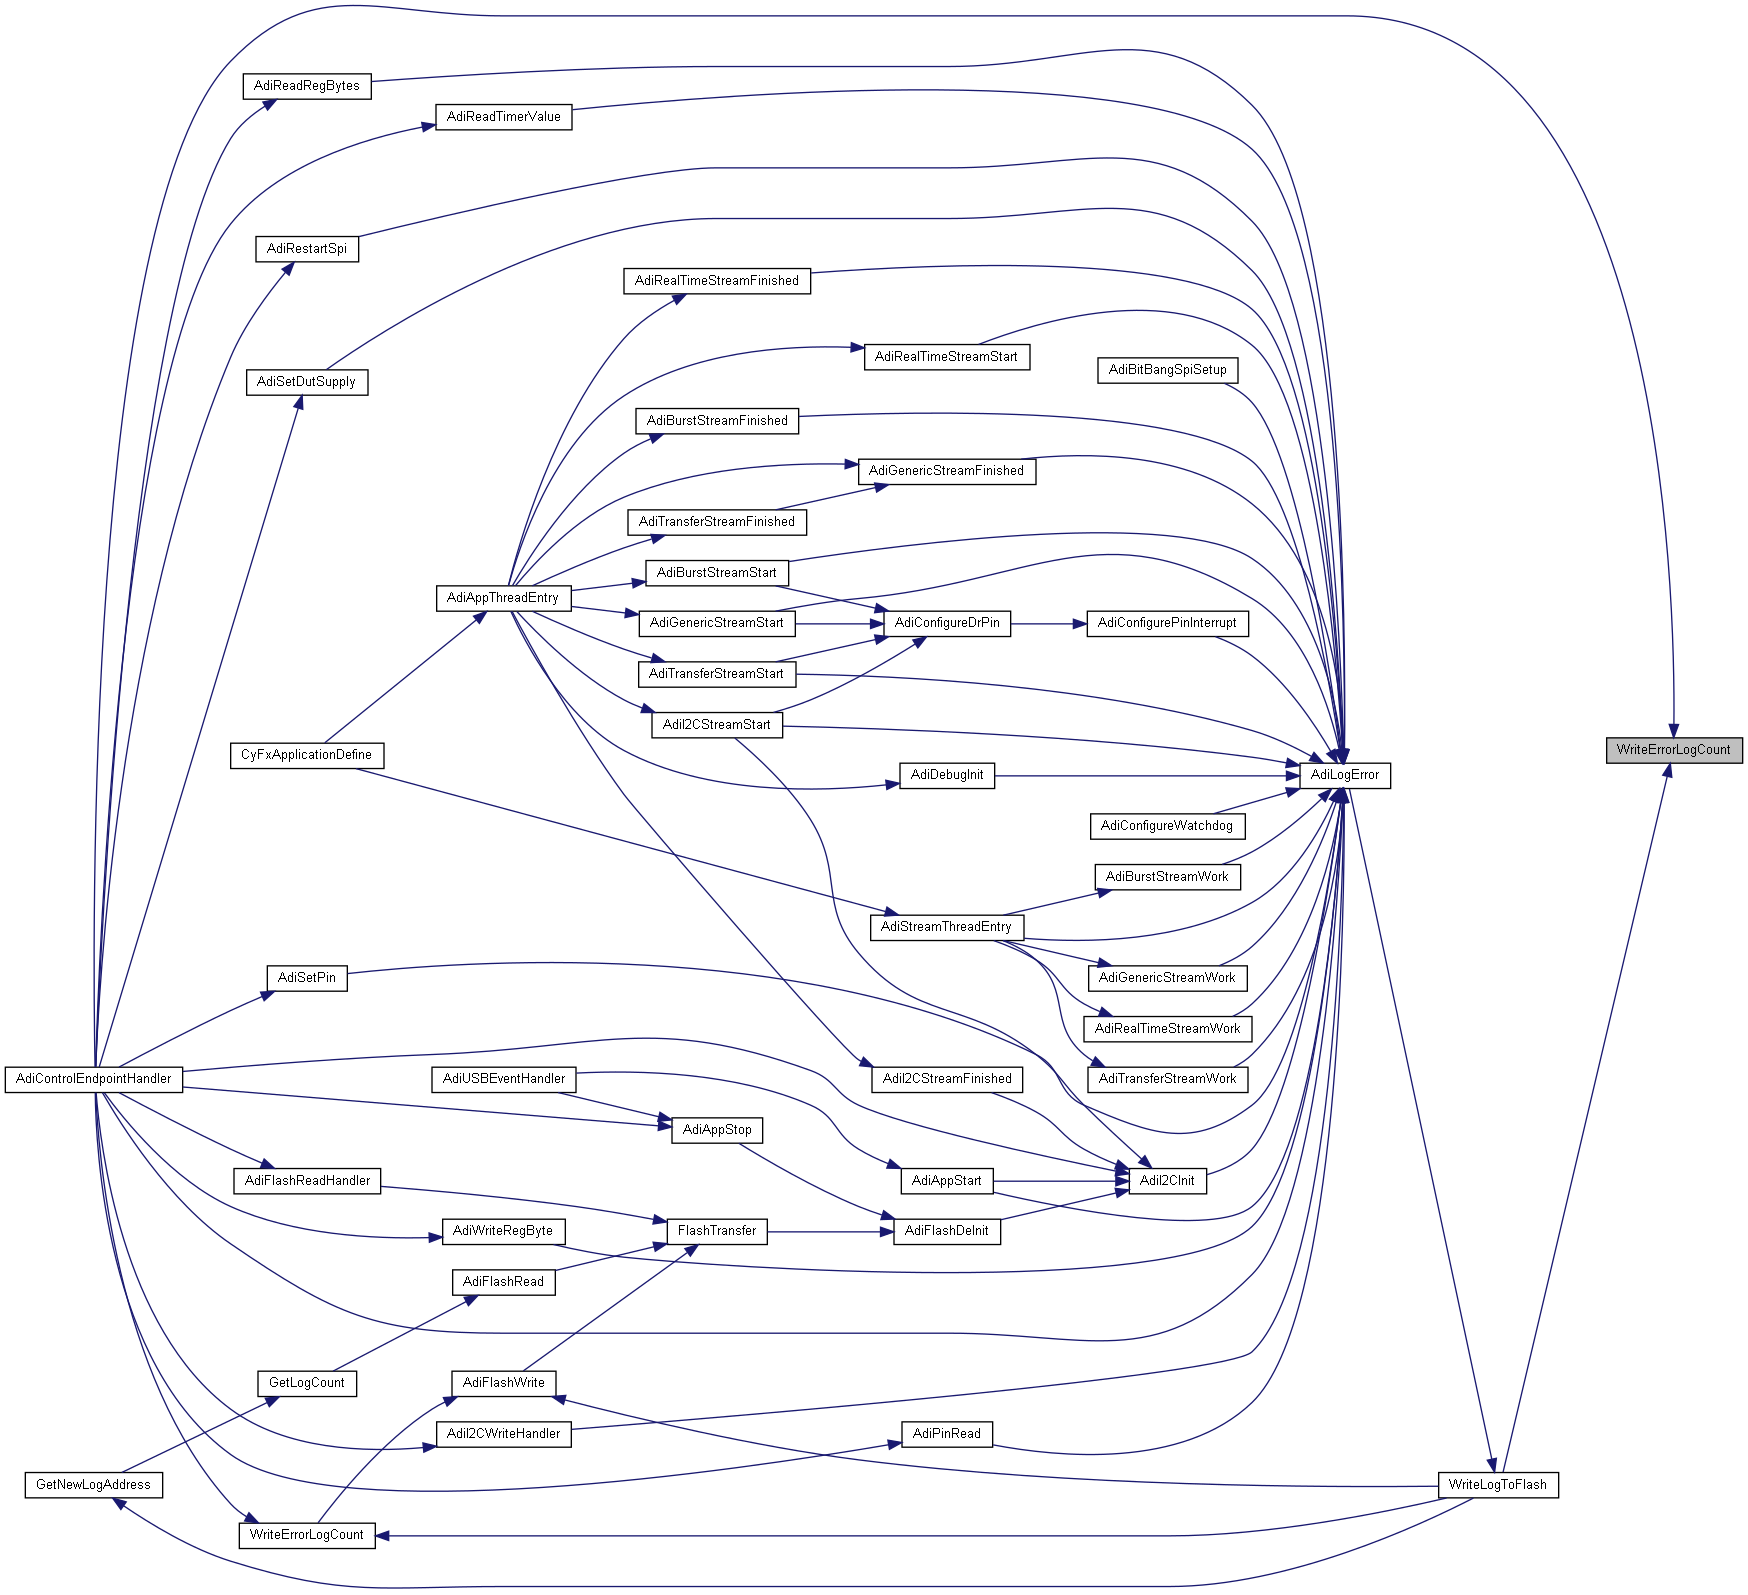 AdiReadRegBytes
AdiReadTimerValue
AdiRestartSpi
AdiRealTimeStreamFinished
AdiRealTimeStreamStart
AdiBitBangSpiSetup
AdiSetDutSupply
AdiBurstStreamFinished
AdiGenericStreamFinished
AdiTransferStreamFinished
AdiBurstStreamStart
AdiAppThreadEntry
AdiGenericStreamStart
AdiConfigureDrPin
AdiConfigurePinInterrupt
AdiTransferStreamStart
AdiI2CStreamStart
WriteErrorLogCount
CyFxApplicationDefine
AdiDebugInit
AdiLogError
AdiConfigureWatchdog
AdiBurstStreamWork
AdiStreamThreadEntry
AdiSetPin
AdiGenericStreamWork
AdiRealTimeStreamWork
AdiControlEndpointHandler
AdiUSBEventHandler
AdiI2CStreamFinished
AdiTransferStreamWork
AdiAppStop
AdiFlashReadHandler
AdiAppStart
AdiI2CInit
AdiWriteRegByte
FlashTransfer
AdiFlashDeInit
AdiFlashRead
GetLogCount
AdiFlashWrite
AdiI2CWriteHandler
AdiPinRead
GetNewLogAddress
WriteLogToFlash
WriteErrorLogCount